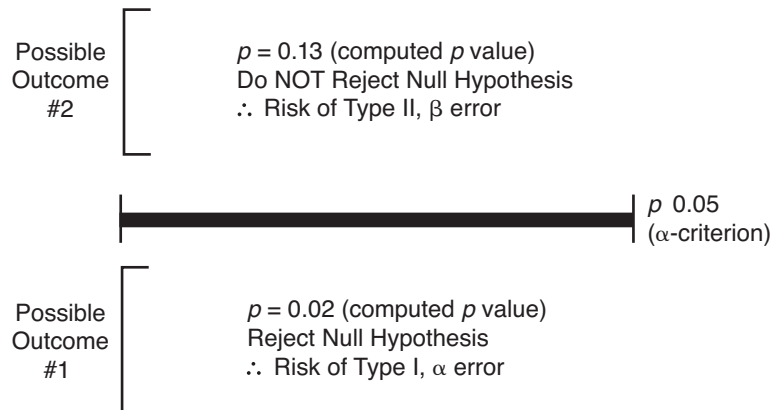 Possible
Outcome
#2
p = 0.13 (computed p value)
Do NOT Reject Null Hypothesis
∴ Risk of Type II, β error
p 0.05
(α-criterion)
Possible
Outcome
#1
p = 0.02 (computed p value)
Reject Null Hypothesis
∴ Risk of Type I, α error